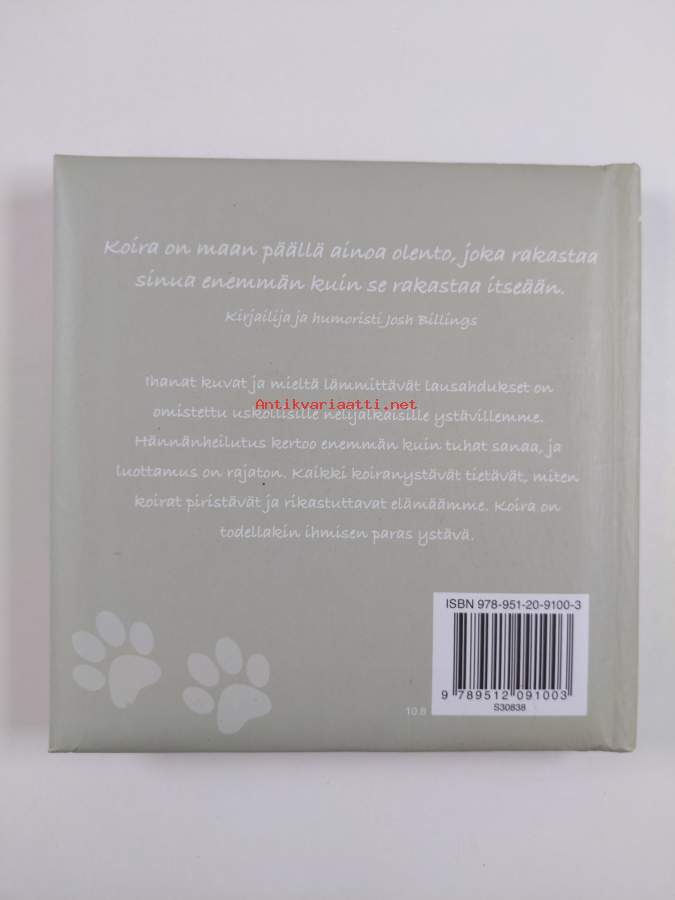 Koira on maan päällä ainoa olento, joka rakastaa
sinua enemmän kuin se rakastaa itseään.
Kirjailija ja humoristi Josh Billings
Ihanat kuvat ja mieltä lämmittävät lausahdukset on
Antikvariaatti.net
omistettu uskollisille nelijalkaisille ystävillemme.
Hännänheilutus kertoo enemmän kuin tuhat sanaa, ja
luottamus on rajaton. Kaikki koiranystävät tietävät, miten
koirat piristävät ja rikastuttavat elämäämme. Koira on
todellakin ihmisen paras ystävä.
ISBN 978-951-20-9100-3
9 789512 091003
S30838
10.8